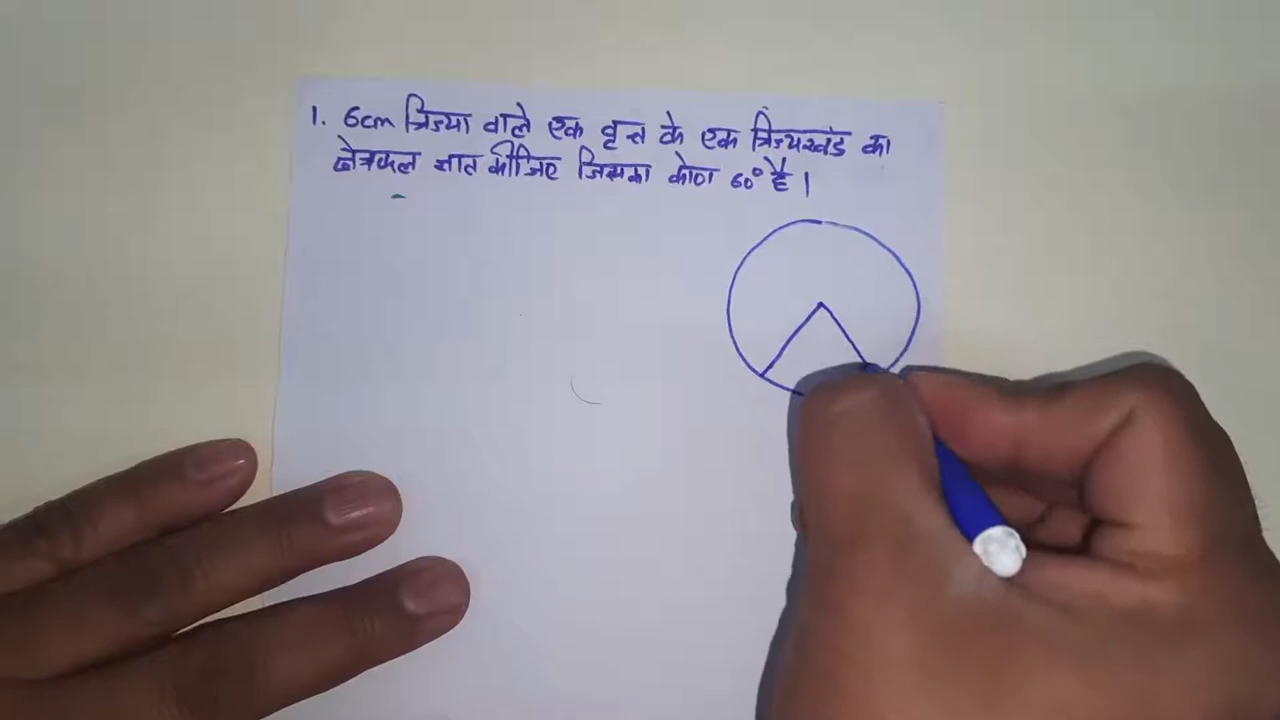 1. 6cm त्रिज्या वाले एक वृत्त के एक त्रिज्यखंड का
क्षेत्रफल ज्ञात कीजिए जिसका कोण 60° है।